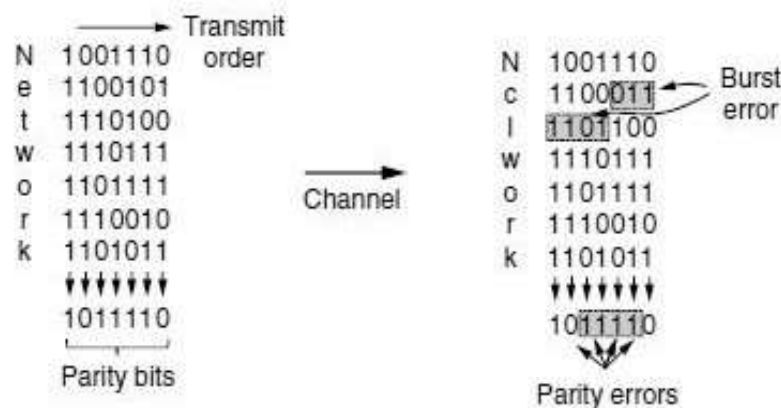 Transmit
order
N 1001110
e 1100101
t 1110100
w 1110111
o 1101111
r 1110010
k 1101011
1011110
Parity bits
Channel
N 1001110
c 1100011
l 1101100
w 1110111
o 1101111
r 1110010
k 1101011
1011110
Parity errors
Burst
error